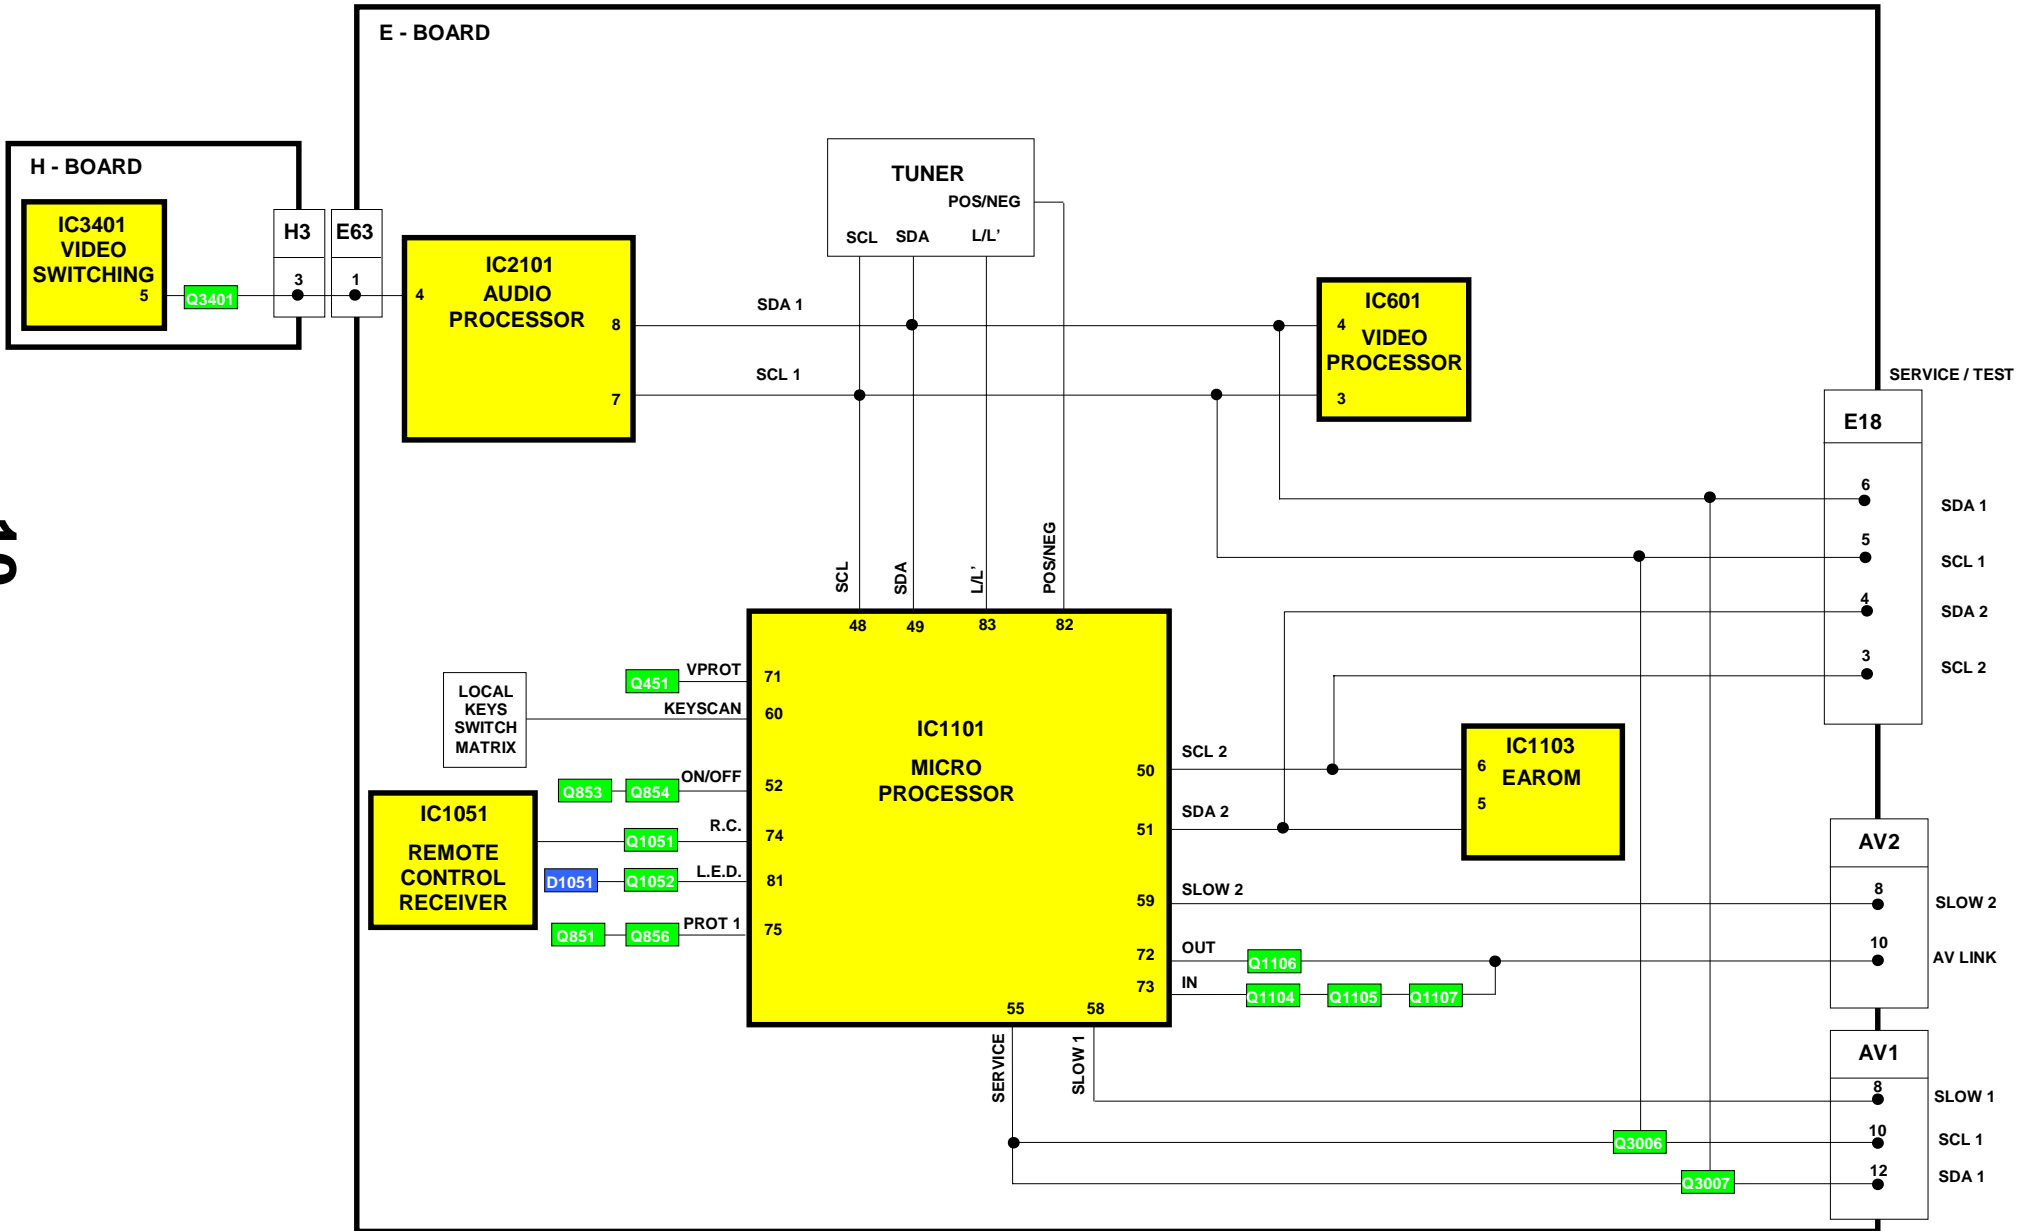 E - BOARD
H - BOARD
IC3401
VIDEO
SWITCHING
5
Q3401
H3
3
E63
1
IC2101
AUDIO
PROCESSOR
4
8
7
TUNER
POS/NEG
SCL SDA L/L'
SDA 1
SCL 1
IC601
VIDEO
PROCESSOR
4
3
SERVICE / TEST
E18
6
SDA 1
5
SCL 1
4
SDA 2
3
SCL 2
SCL
SDA
L/L'
POS/NEG
48 49 83 82
IC1101
MICRO
PROCESSOR
Q451 VPROT 71
KEYSCAN 60
LOCAL
KEYS
SWITCH
MATRIX
Q853 Q854 ON/OFF 52
IC1051
REMOTE
CONTROL
RECEIVER
Q1051 R.C. 74
D1051 Q1052 L.E.D. 81
Q851 Q856 PROT 1 75
50 SCL 2
51 SDA 2
IC1103
EAROM
6
5
59 SLOW 2
72 OUT Q1106
73 IN Q1104 Q1105 Q1107
55 58
SERVICE
SLOW 1
AV2
8
SLOW 2
10
AV LINK
AV1
8
SLOW 1
10
SCL 1
12
SDA 1
Q3006
Q3007